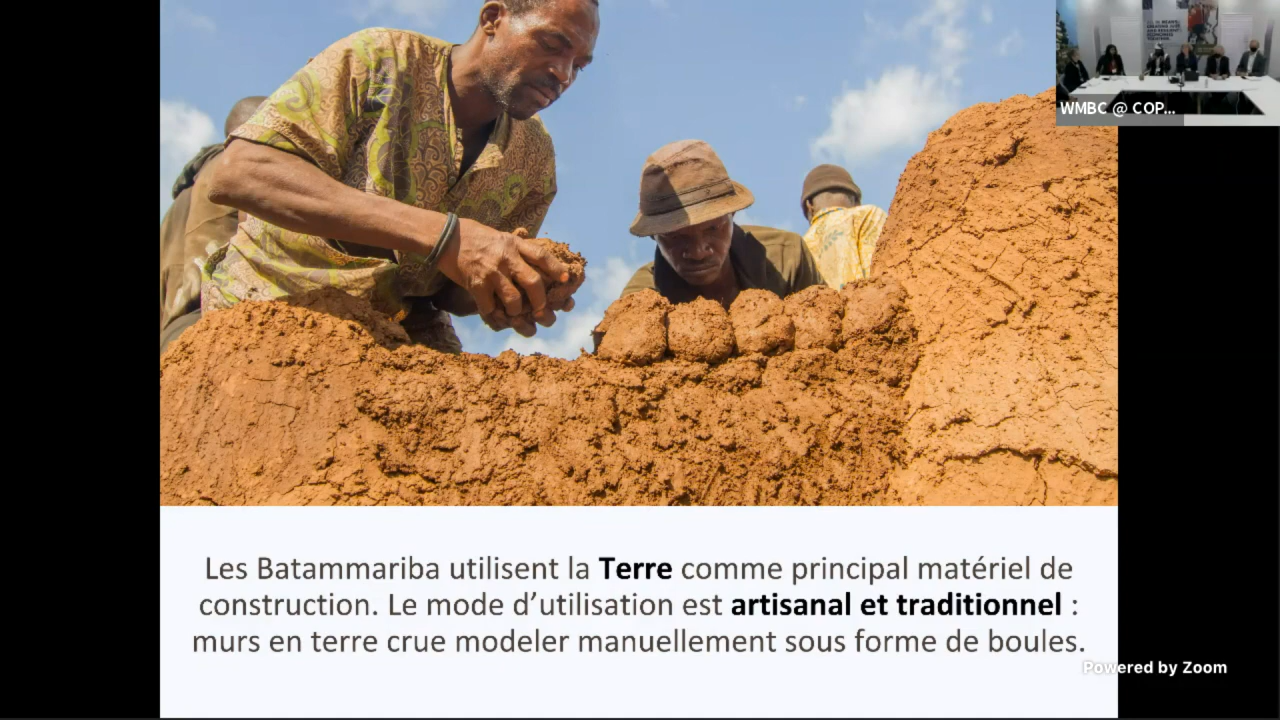 WMBC @ COP...
Les Batammariba utilisent la Terre comme principal matériel de
construction. Le mode d’utilisation est artisanal et traditionnel :
murs en terre crue modeler manuellement sous forme de boules.
Powered by Zoom